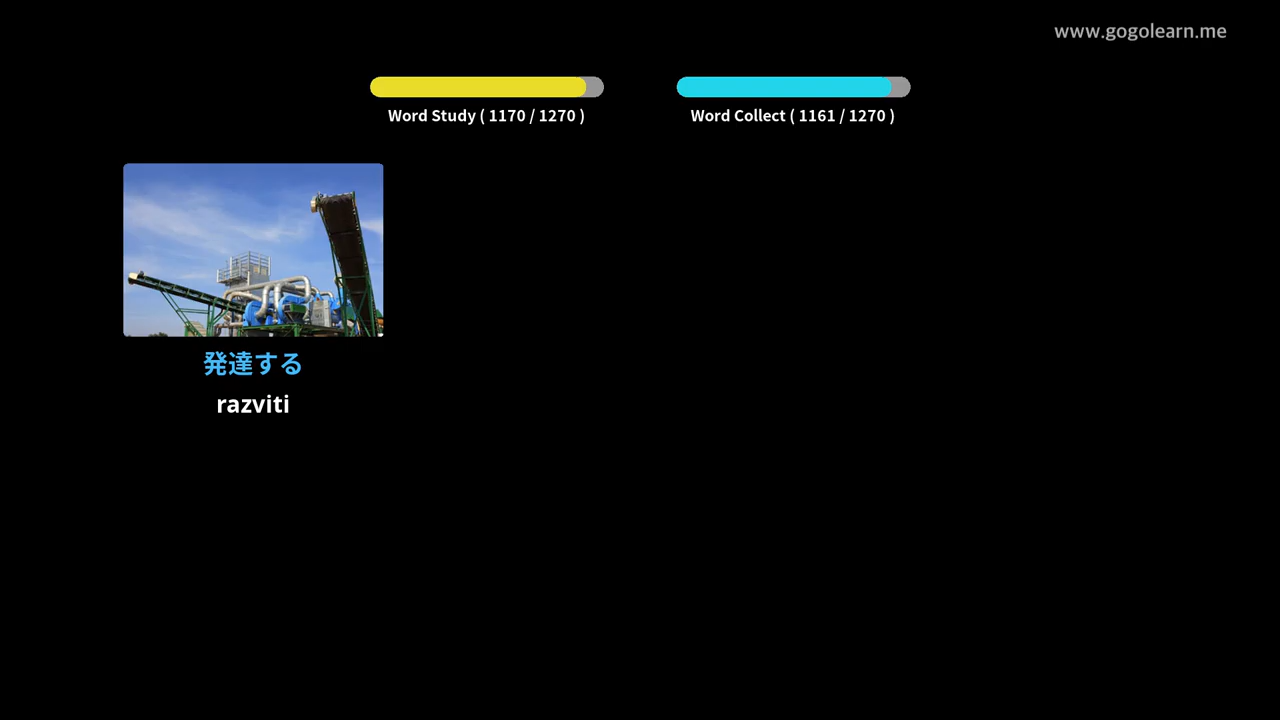 www.gogolearn.me
Word Study ( 1170 / 1270 )
Word Collect ( 1161 / 1270 )
発達する
razviti